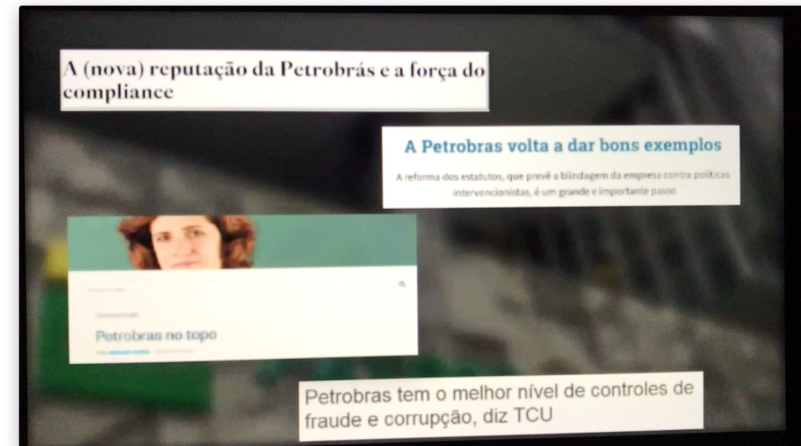 A (nova) reputação da Petrobrás e a força do
compliance
A Petrobras volta a dar bons exemplos
A reforma dos estatutos, que prevê a blindagem da empresa contra políticas
intervencionistas, é um grande e importante passo
Petrobras no topo
Petrobras tem o melhor nível de controles de
fraude e corrupção, diz TCU